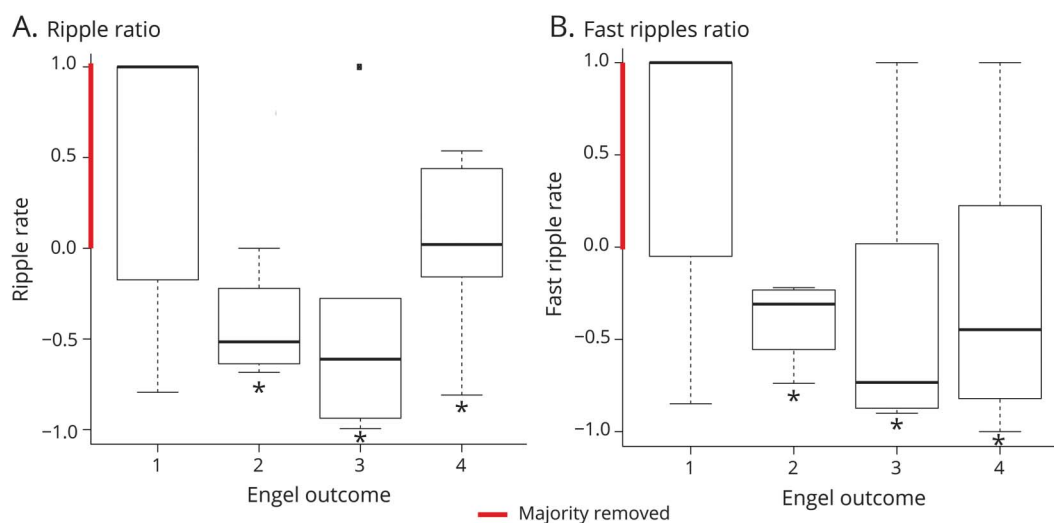 A. Ripple ratio
Ripple rate
1.0
0.5
0.0
−0.5
−1.0
*
*
*
1 2 3 4
Engel outcome
B. Fast ripples ratio
Fast ripple rate
1.0
0.5
0.0
−0.5
−1.0
*
*
*
1 2 3 4
Engel outcome
Majority removed